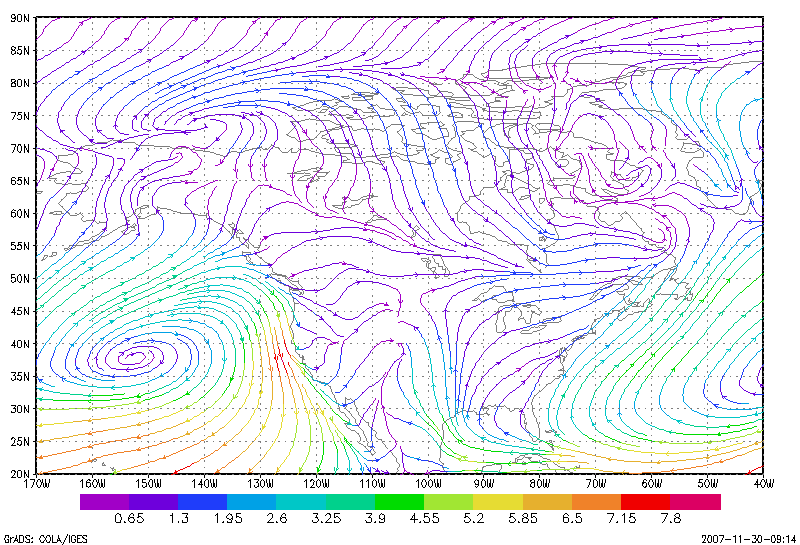 90N
85N
80N
75N
70N
65N
60N
55N
50N
45N
40N
35N
30N
25N
20N
170W 160W 150W 140W 130W 120W 110W 100W 90W 80W 70W 60W 50W 40W
0.65 1.3 1.95 2.6 3.25 3.9 4.55 5.2 5.85 6.5 7.15 7.8
GrADS: COLA/IGES 2007-11-30-09:14